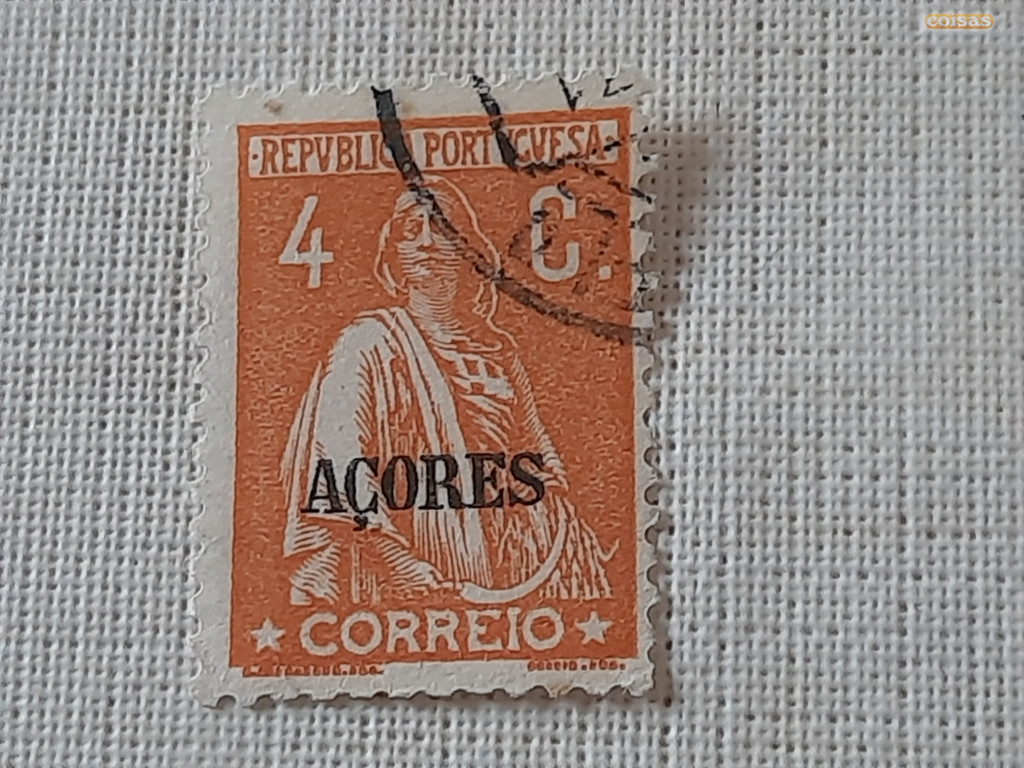 coisas
·REPVBLICA PORTVGVESA·
4 C.
AÇORES
CORREIO